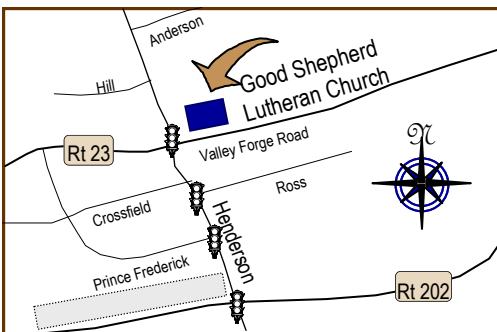 Anderson
Good Shepherd
Lutheran Church
Hill
N
Rt 23
Valley Forge Road
Ross
Crossfield
Henderson
Prince Frederick
Rt 202